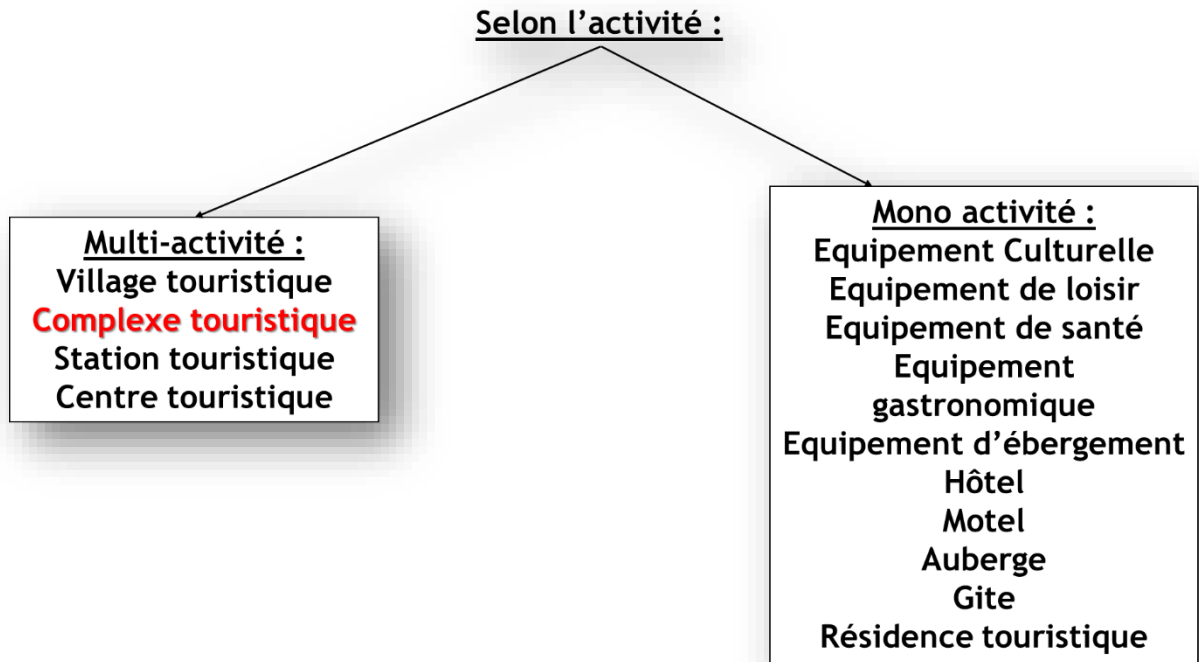 Selon l’activité :
Multi-activité :
Village touristique
Complexe touristique
Station touristique
Centre touristique
Mono activité :
Equipement Culturelle
Equipement de loisir
Equipement de santé
Equipement
gastronomique
Equipement d’ébergement
Hôtel
Motel
Auberge
Gite
Résidence touristique